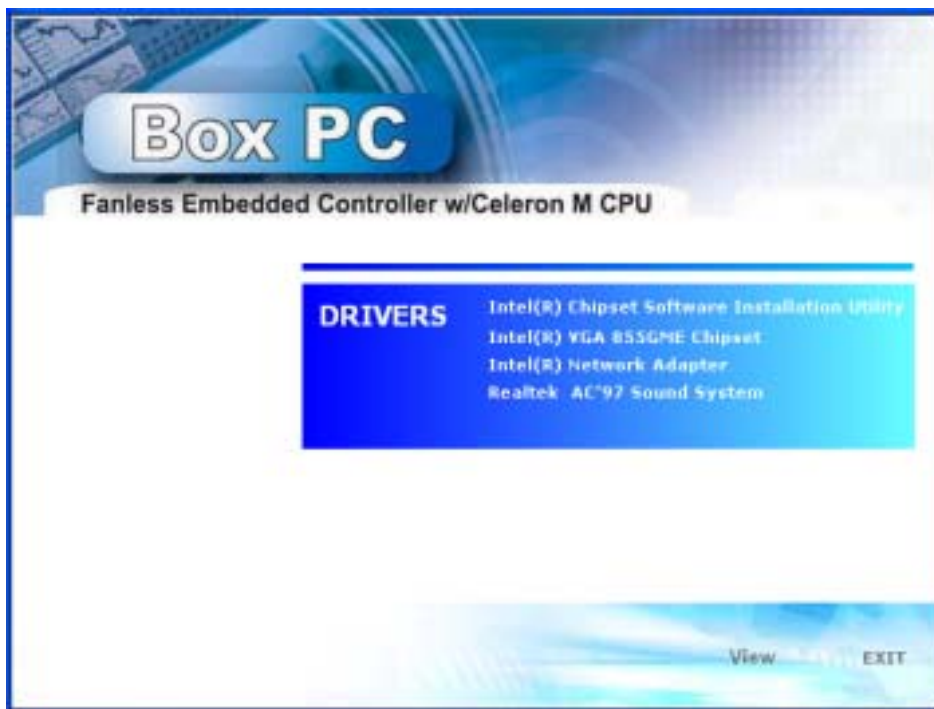 Box PC
Fanless Embedded Controller w/Celeron M CPU
DRIVERS
Intel(R) Chipset Software Installation Utility
Intel(R) VGA 855GME Chipset
Intel(R) Network Adapter
Realtek AC"97 Sound System
View
EXIT